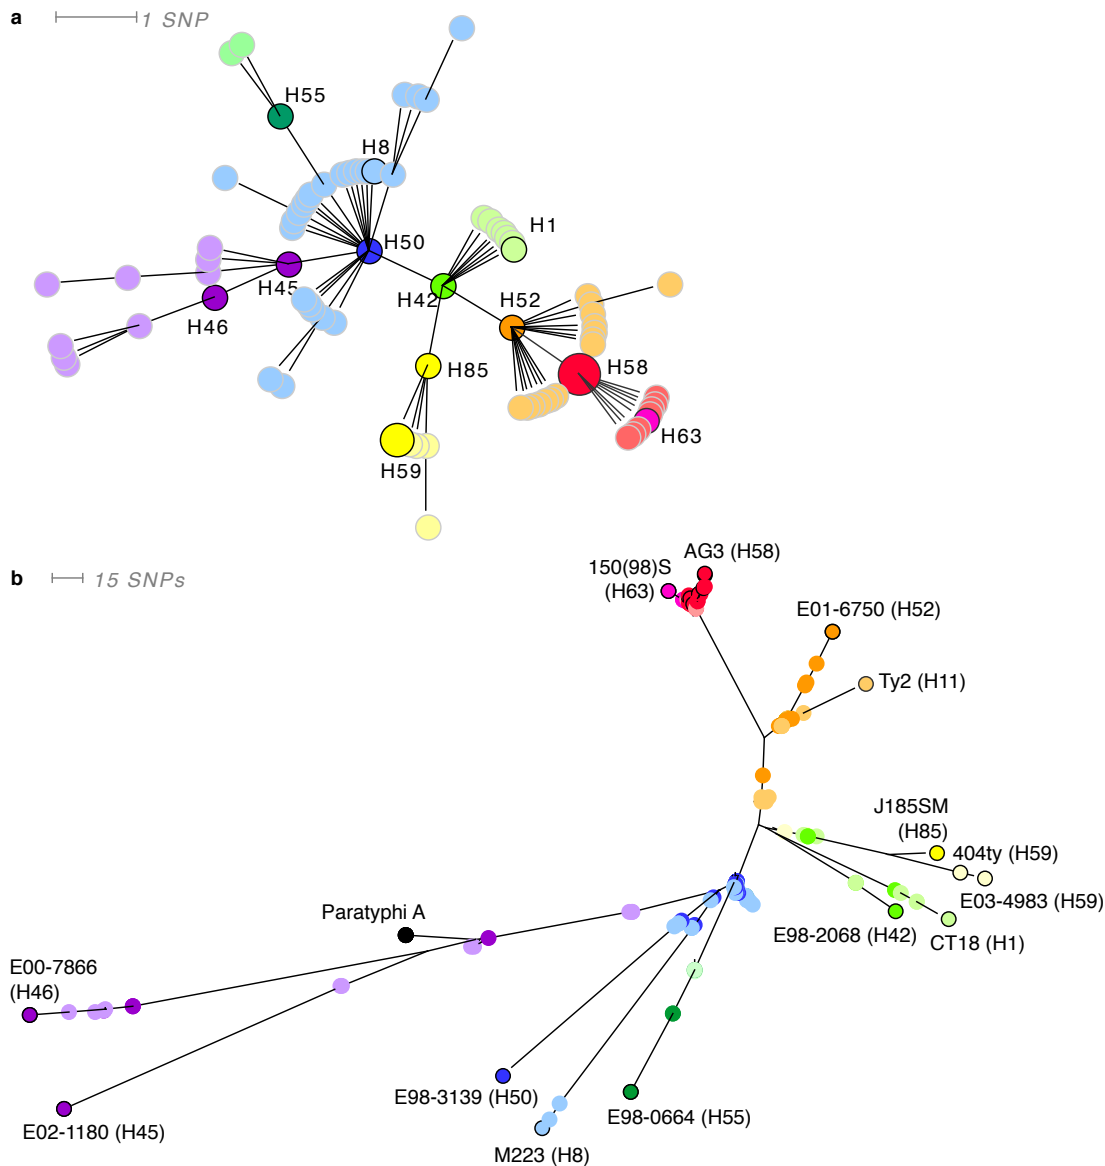 a
1 SNP
H55
H8
H50
H1
H45
H42
H52
H46
H85
H58
H63
H59
b
15 SNPs
150(98)S
(H63)
AG3 (H58)
E01-6750 (H52)
Ty2 (H11)
J185SM
(H85)
404ty (H59)
E03-4983 (H59)
E98-2068 (H42)
CT18 (H1)
Paratyphi A
E00-7866
(H46)
E98-3139 (H50)
E98-0664 (H55)
E02-1180 (H45)
M223 (H8)